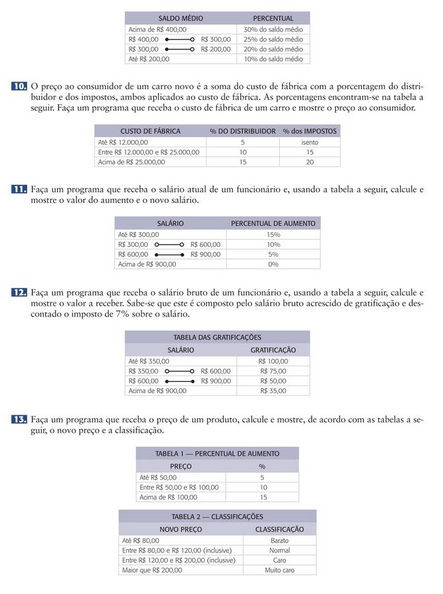 SALDO MÉDIO PERCENTUAL
Acima de R$ 400,00 30% do saldo médio
R$ 400,00 R$ 300,00 25% do saldo médio
R$ 300,00 R$ 200,00 20% do saldo médio
Até R$ 200,00 10% do saldo médio
10. O preço ao consumidor de um carro novo é a soma do custo de fábrica com a porcentagem do distri-
buidor e dos impostos, ambos aplicados ao custo de fábrica. As porcentagens encontram-se na tabela a
seguir. Faça um programa que receba o custo de fábrica de um carro e mostre o preço ao consumidor.
CUSTO DE FÁBRICA % DO DISTRIBUIDOR % dos IMPOSTOS
Até R$ 12.000,00 5 isento
Entre R$ 12.000,00 e R$ 25.000,00 10 15
Acima de R$ 25.000,00 15 20
11. Faça um programa que receba o salário atual de um funcionário e, usando a tabela a seguir, calcule e
mostre o valor do aumento e o novo salário.
SALÁRIO PERCENTUAL DE AUMENTO
Até R$ 300,00 15%
R$ 300,00 R$ 600,00 10%
R$ 600,00 R$ 900,00 5%
Acima de R$ 900,00 0%
12. Faça um programa que receba o salário bruto de um funcionário e, usando a tabela a seguir, calcule e
mostre o valor a receber. Sabe-se que este é composto pelo salário bruto acrescido de gratificação e des-
contado o imposto de 7% sobre o salário.
TABELA DAS GRATIFICAÇÕES
SALÁRIO GRATIFICAÇÃO
Até R$ 350,00 R$ 100,00
R$ 350,00 R$ 600,00 R$ 75,00
R$ 600,00 R$ 900,00 R$ 50,00
Acima de R$ 900,00 R$ 35,00
13. Faça um programa que receba o preço de um produto, calcule e mostre, de acordo com as tabelas a se-
guir, o novo preço e a classificação.
TABELA 1 — PERCENTUAL DE AUMENTO
PREÇO %
Até R$ 50,00 5
Entre R$ 50,00 e R$ 100,00 10
Acima de R$ 100,00 15
TABELA 2 — CLASSIFICAÇÕES
NOVO PREÇO CLASSIFICAÇÃO
Até R$ 80,00 Barato
Entre R$ 80,00 e R$ 120,00 (inclusive) Normal
Entre R$ 120,00 e R$ 200,00 (inclusive) Caro
Maior que R$ 200,00 Muito caro